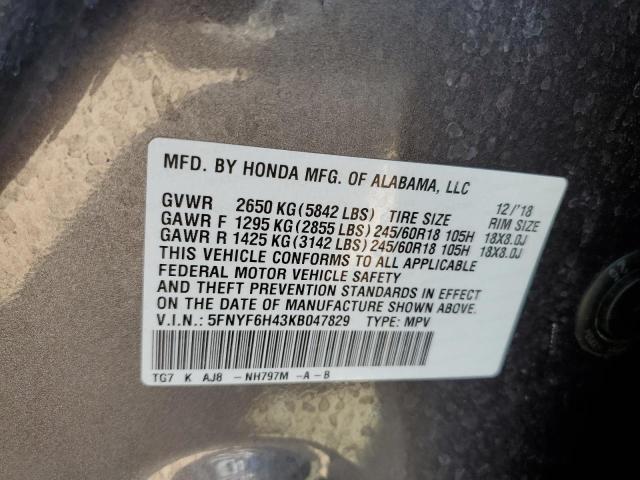 MFD. BY HONDA MFG. OF ALABAMA, LLC
12/'18
GVWR 2650 KG(5842 LBS) TIRE SIZE RIM SIZE
GAWR F 1295 KG(2855 LBS)245/60R18 105H 18X8.0J
GAWR R 1425 KG(3142 LBS)245/60R18 105H 18X8.0J
THIS VEHICLE CONFORMS TO ALL APPLICABLE
FEDERAL MOTOR VEHICLE SAFETY
AND THEFT PREVENTION STANDARDS IN EFFECT
ON THE DATE OF MANUFACTURE SHOWN ABOVE.
V.I.N.: 5FNYF6H43KB047829 TYPE: MPV
TG7 K AJ8 -NH797M -A-B